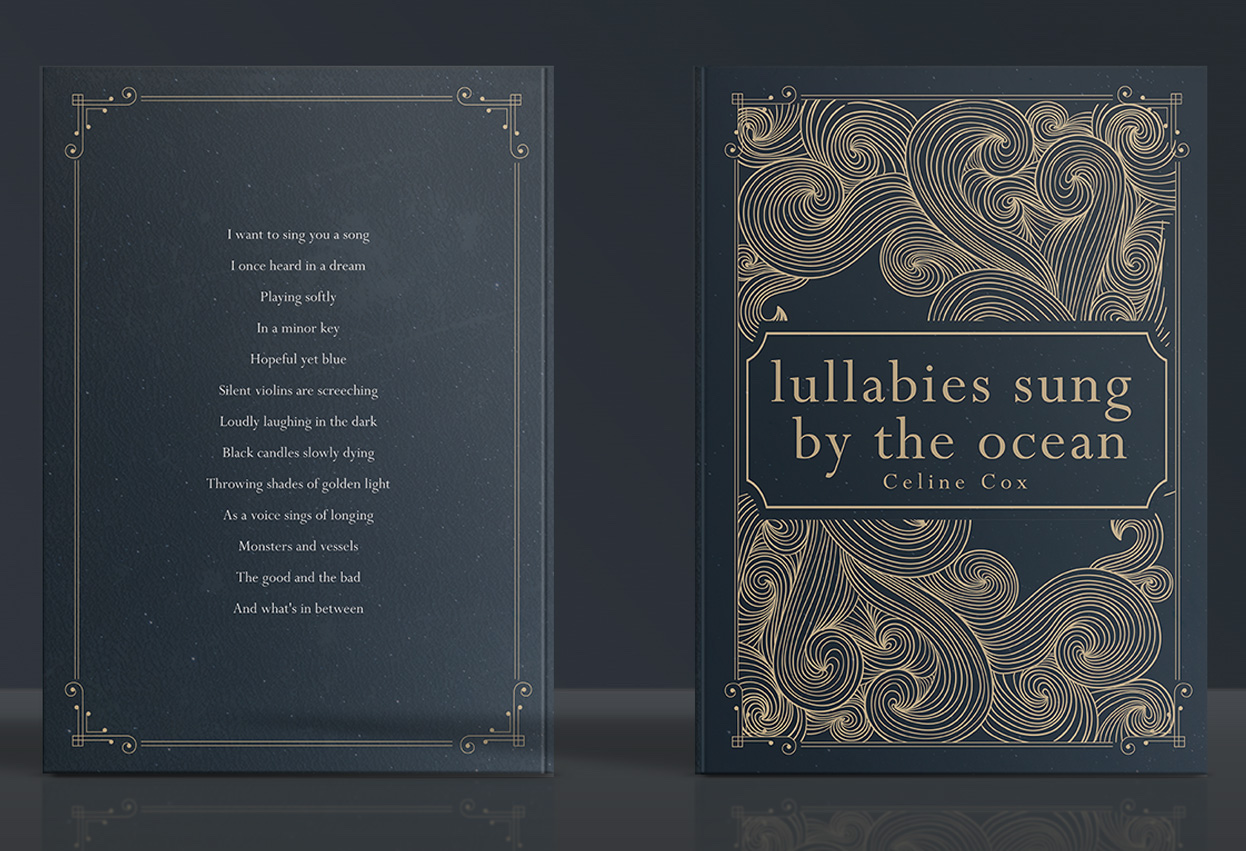 I want to sing you a song
I once heard in a dream
Playing softly
In a minor key
Hopeful yet blue
Silent violins are screeching
Loudly laughing in the dark
Black candles slowly dying
Throwing shades of golden light
As a voice sings of longing
Monsters and vessels
The good and the bad
And what's in between
lullabies sung
by the ocean
Celine Cox